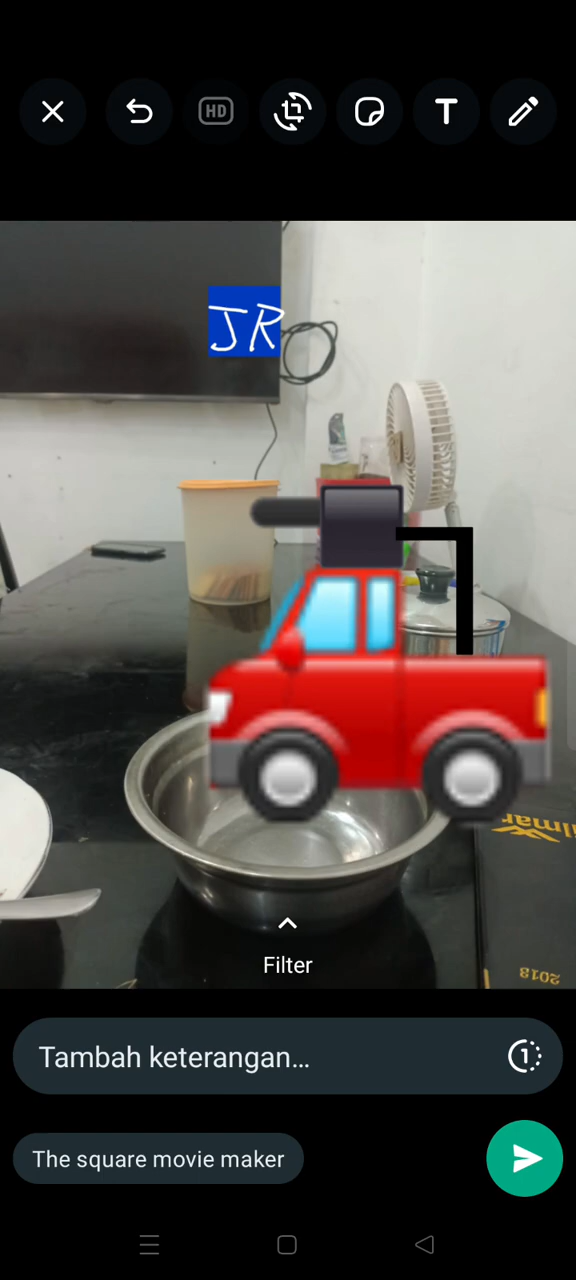 HD
T
JR
Filter
2018
Tambah keterangan...
1
The square movie maker